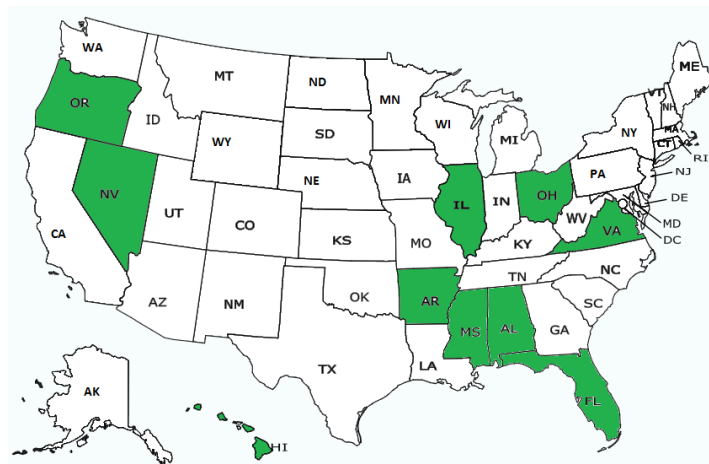 WA
ME
MT
ND
VT
MN
NH
OR
ID
WI
MA
NY
SD
MI
CT
WY
RI
PA
NJ
IA
NE
OH
NV
IN
DE
IL
UT
WV
MD
CO
VA
CA
DC
KS
MO
KY
NC
TN
AZ
OK
AR
NM
SC
MS
AL
GA
LA
TX
AK
FL
HI